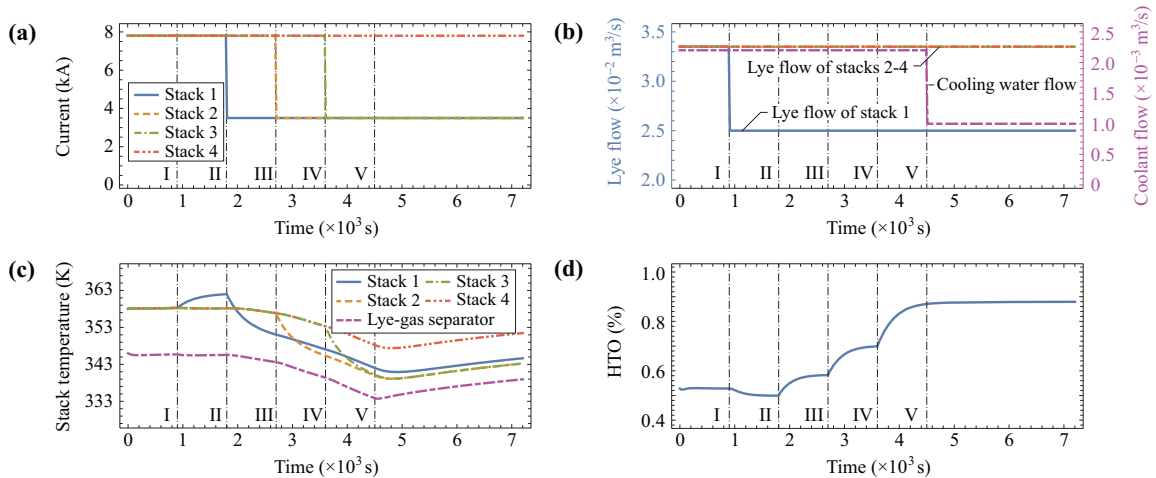 (a)
Current (kA)
8
6
4
2
0
Stack 1
Stack 2
Stack 3
Stack 4
I II III IV V
0 1 2 3 4 5 6 7
Time (×10³ s)
(b)
Lye flow (×10⁻² m³/s)
3.5
3.0
2.5
2.0
Lye flow of stacks 2-4
Cooling water flow
Lye flow of stack 1
I II III IV V
2.5
2.0
1.5
1.0
0.5
0
Coolant flow (×10⁻³ m³/s)
0 1 2 3 4 5 6 7
Time (×10³ s)
(c)
Stack temperature (K)
363
353
343
333
Stack 1 Stack 3
Stack 2 Stack 4
Lye-gas separator
I II III IV V
0 1 2 3 4 5 6 7
Time (×10³ s)
(d)
HTO (%)
1.0
0.8
0.6
0.4
I II III IV V
0 1 2 3 4 5 6 7
Time (×10³ s)